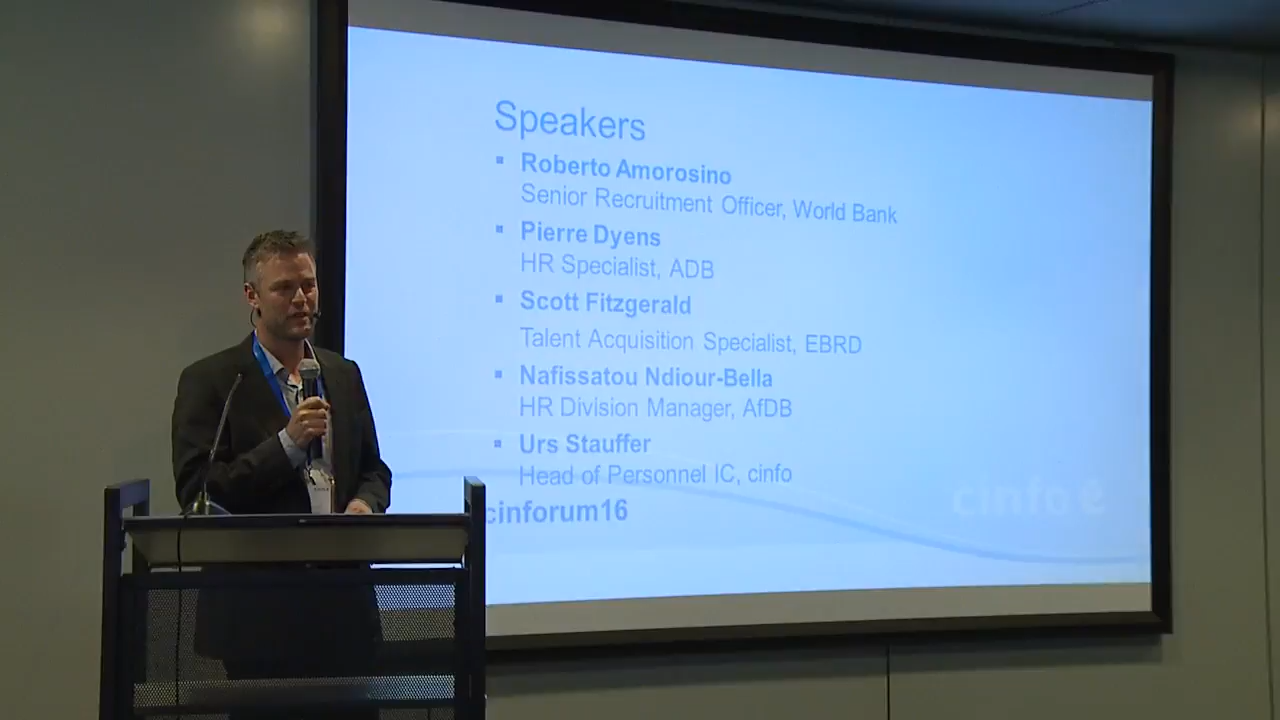 Speakers
▪ Roberto Amorosino
Senior Recruitment Officer, World Bank
▪ Pierre Dyens
HR Specialist, ADB
▪ Scott Fitzgerald
Talent Acquisition Specialist, EBRD
▪ Nafissatou Ndiour-Bella
HR Division Manager, AfDB
▪ Urs Stauffer
Head of Personnel IC, cinfo
cinforum16
cinfo